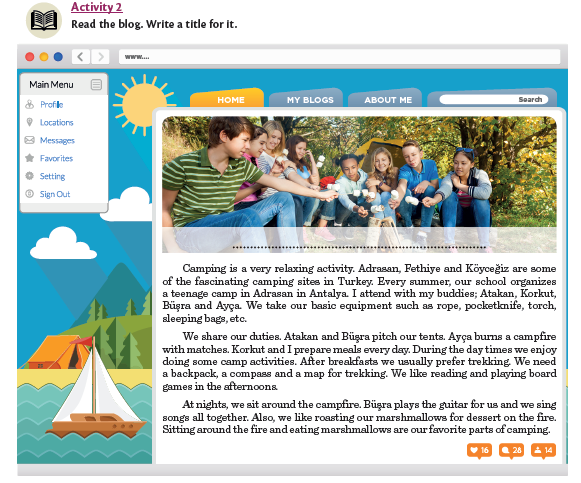 Activity 2
Read the blog. Write a title for it.
www....
Main Menu
Profile
Locations
Messages
Favorites
Setting
Sign Out
HOME
MY BLOGS
ABOUT ME
Search
Camping is a very relaxing activity. Adrasan, Fethiye and Köyceğiz are some
of the fascinating camping sites in Turkey. Every summer, our school organizes
a teenage camp in Adrasan in Antalya. I attend with my buddies; Atakan, Korkut,
Büşra and Ayça. We take our basic equipment such as rope, pocketknife, torch,
sleeping bags, etc.
We share our duties. Atakan and Büşra pitch our tents. Ayça burns a campfire
with matches. Korkut and I prepare meals every day. During the day times we enjoy
doing some camp activities. After breakfasts we usually prefer trekking. We need
a backpack, a compass and a map for trekking. We like reading and playing board
games in the afternoons.
At nights, we sit around the campfire. Büşra plays the guitar for us and we sing
songs all together. Also, we like roasting our marshmallows for dessert on the fire.
Sitting around the fire and eating marshmallows are our favorite parts of camping.
16
28
14